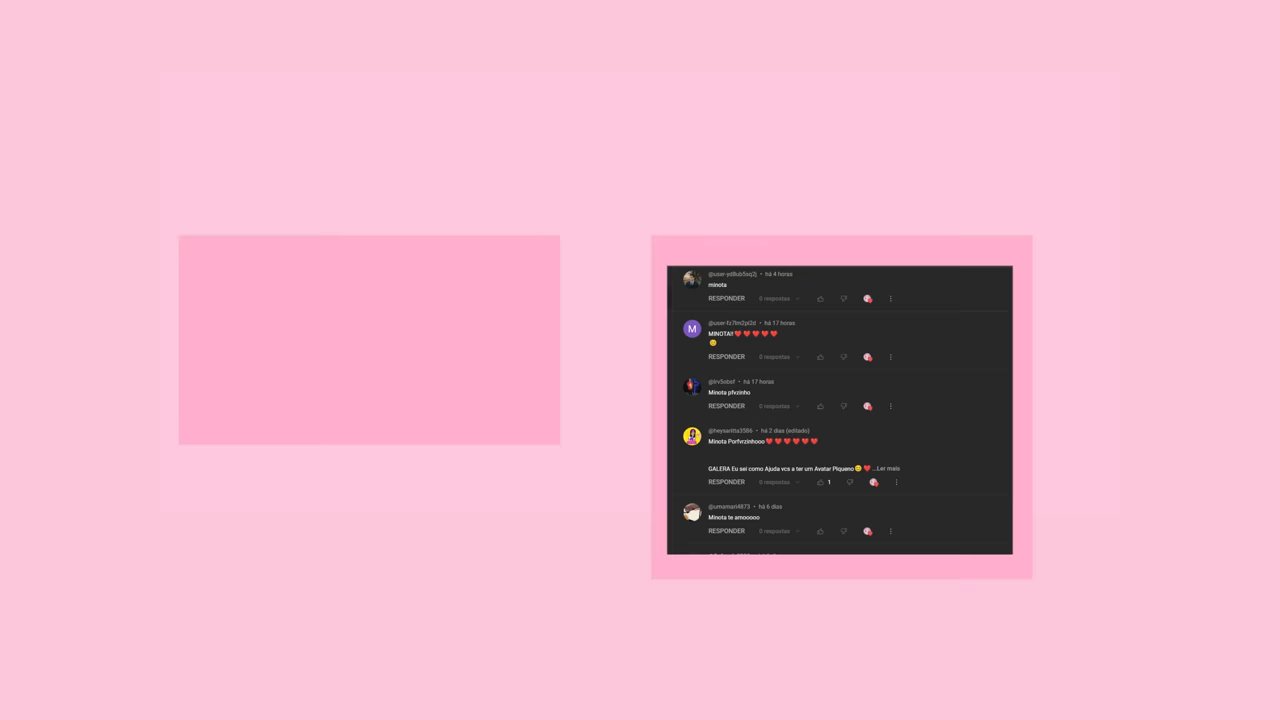 @user-yd8ub5sq2j • há 4 horas
minota
RESPONDER 0 respostas
M
@user-fz7lm2pi2d • há 17 horas
MINOTA!!❤️❤️❤️❤️❤️
😊
RESPONDER 0 respostas
@lrv5obsf • há 17 horas
Minota pfvzinho
RESPONDER 0 respostas
@heysaritta3586 • há 2 dias (editado)
Minota Porfvrzinhooo❤️❤️❤️❤️❤️❤️
GALERA Eu sei como Ajuda vcs a ter um Avatar Piqueno😊❤️...Ler mais
RESPONDER 0 respostas 1
@umamari4873 • há 6 dias
Minota te amooooo
RESPONDER 0 respostas